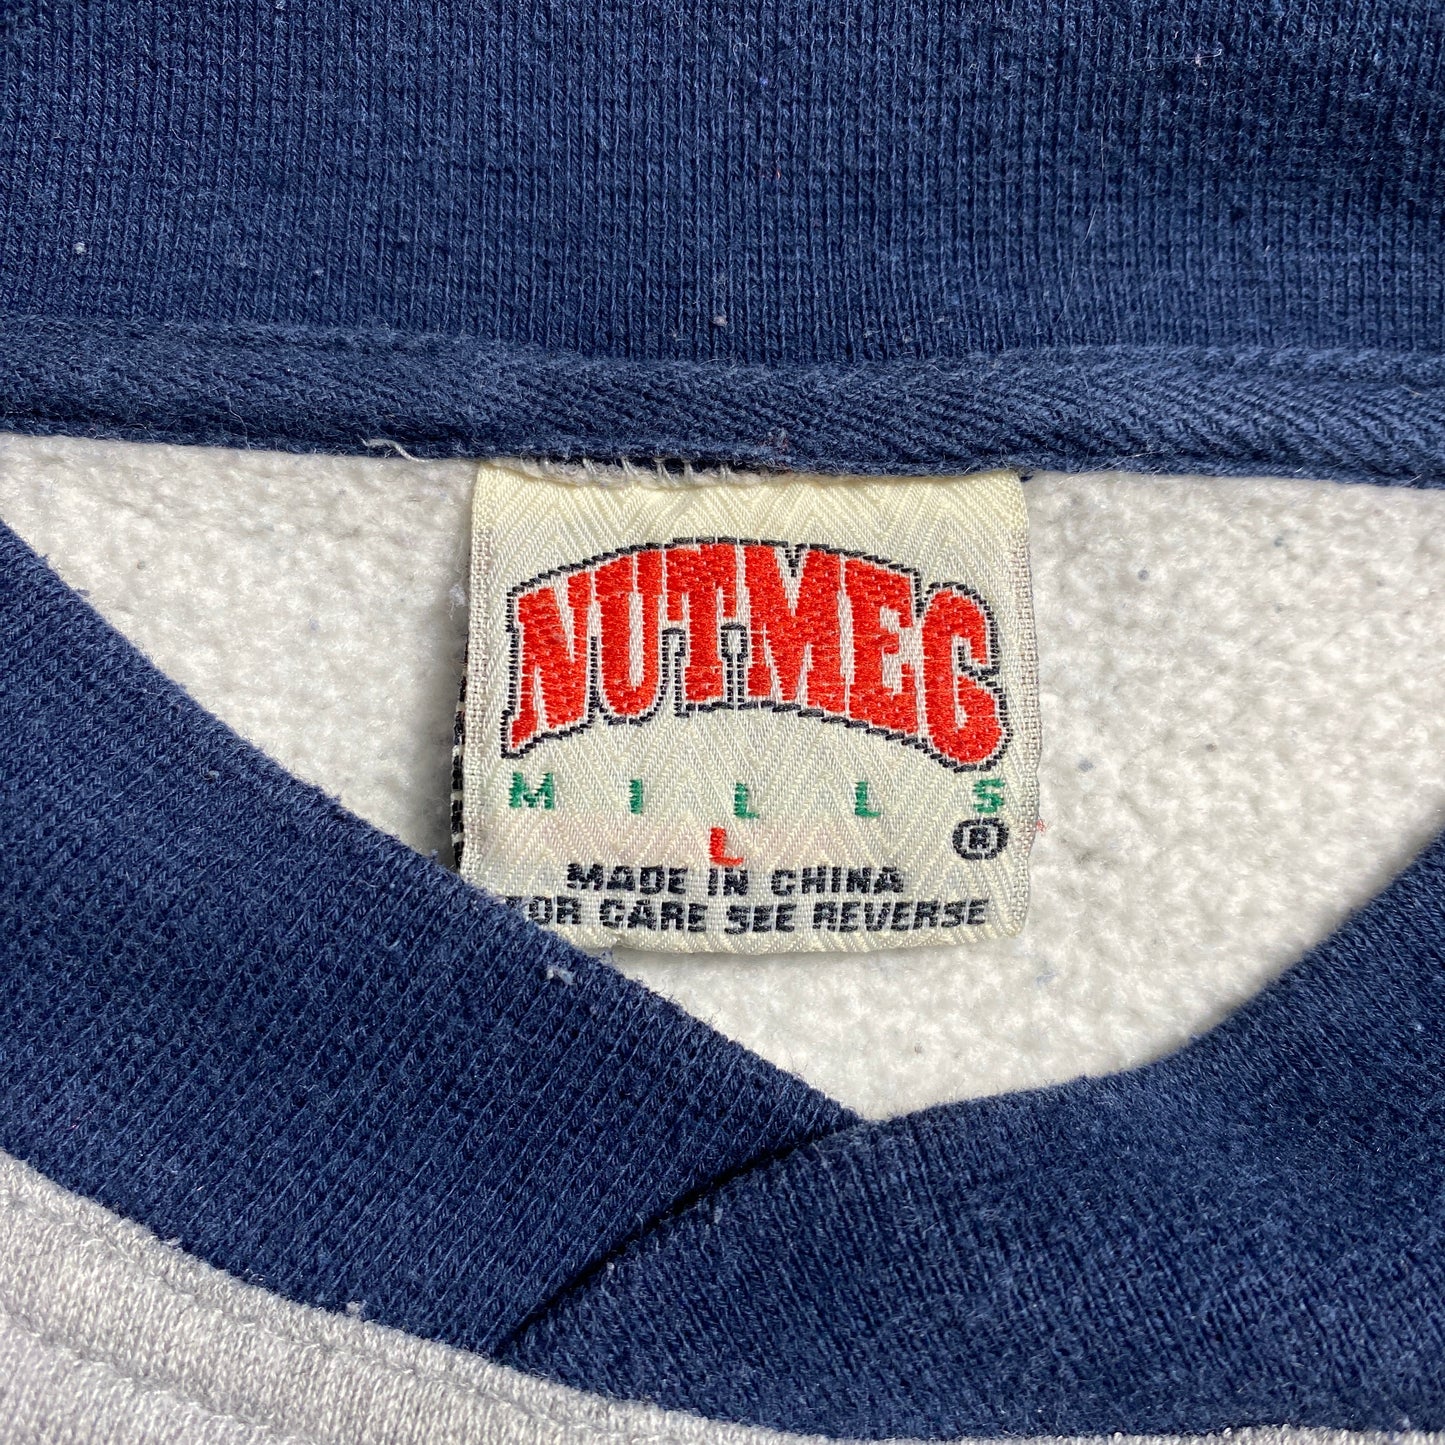 NUTMEG
MILLS
L ®
MADE IN CHINA
FOR CARE SEE REVERSE